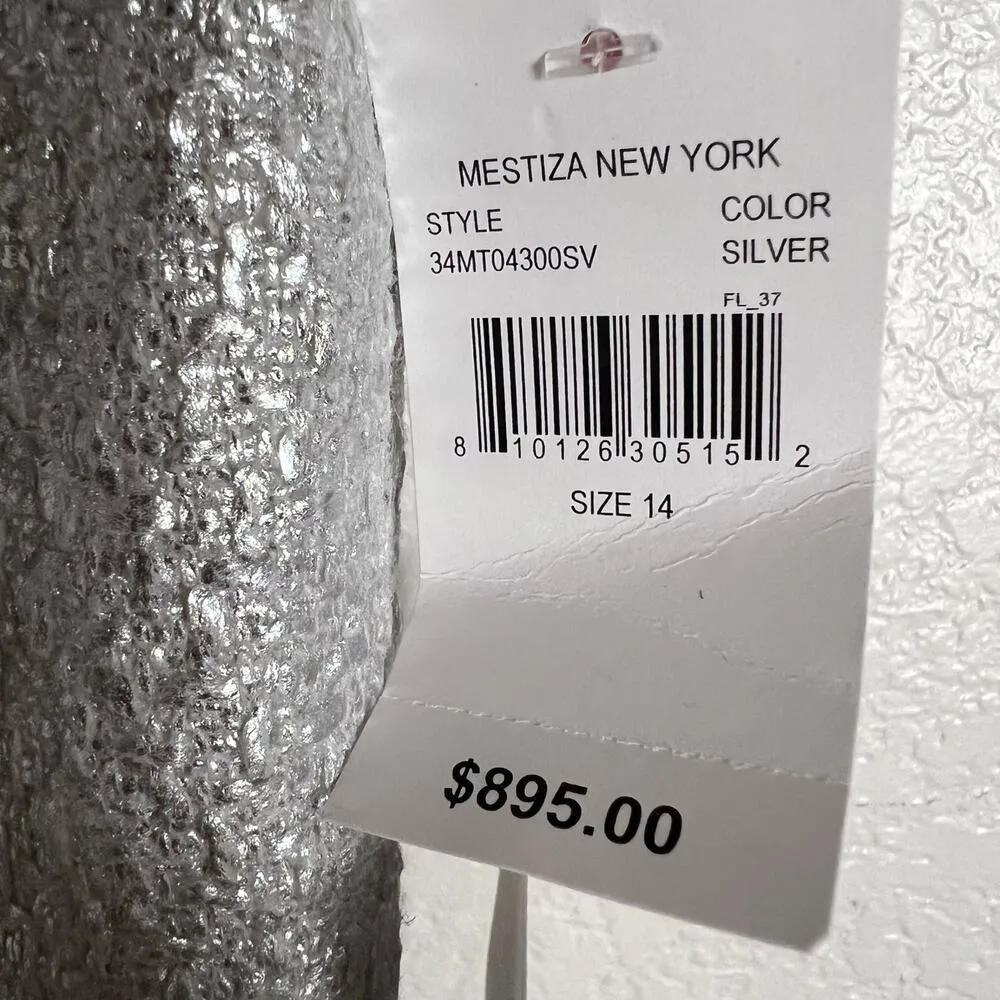 MESTIZA NEW YORK
STYLE COLOR
34MT04300SV SILVER
FL_37
8 10126 30515 2
SIZE 14
$895.00